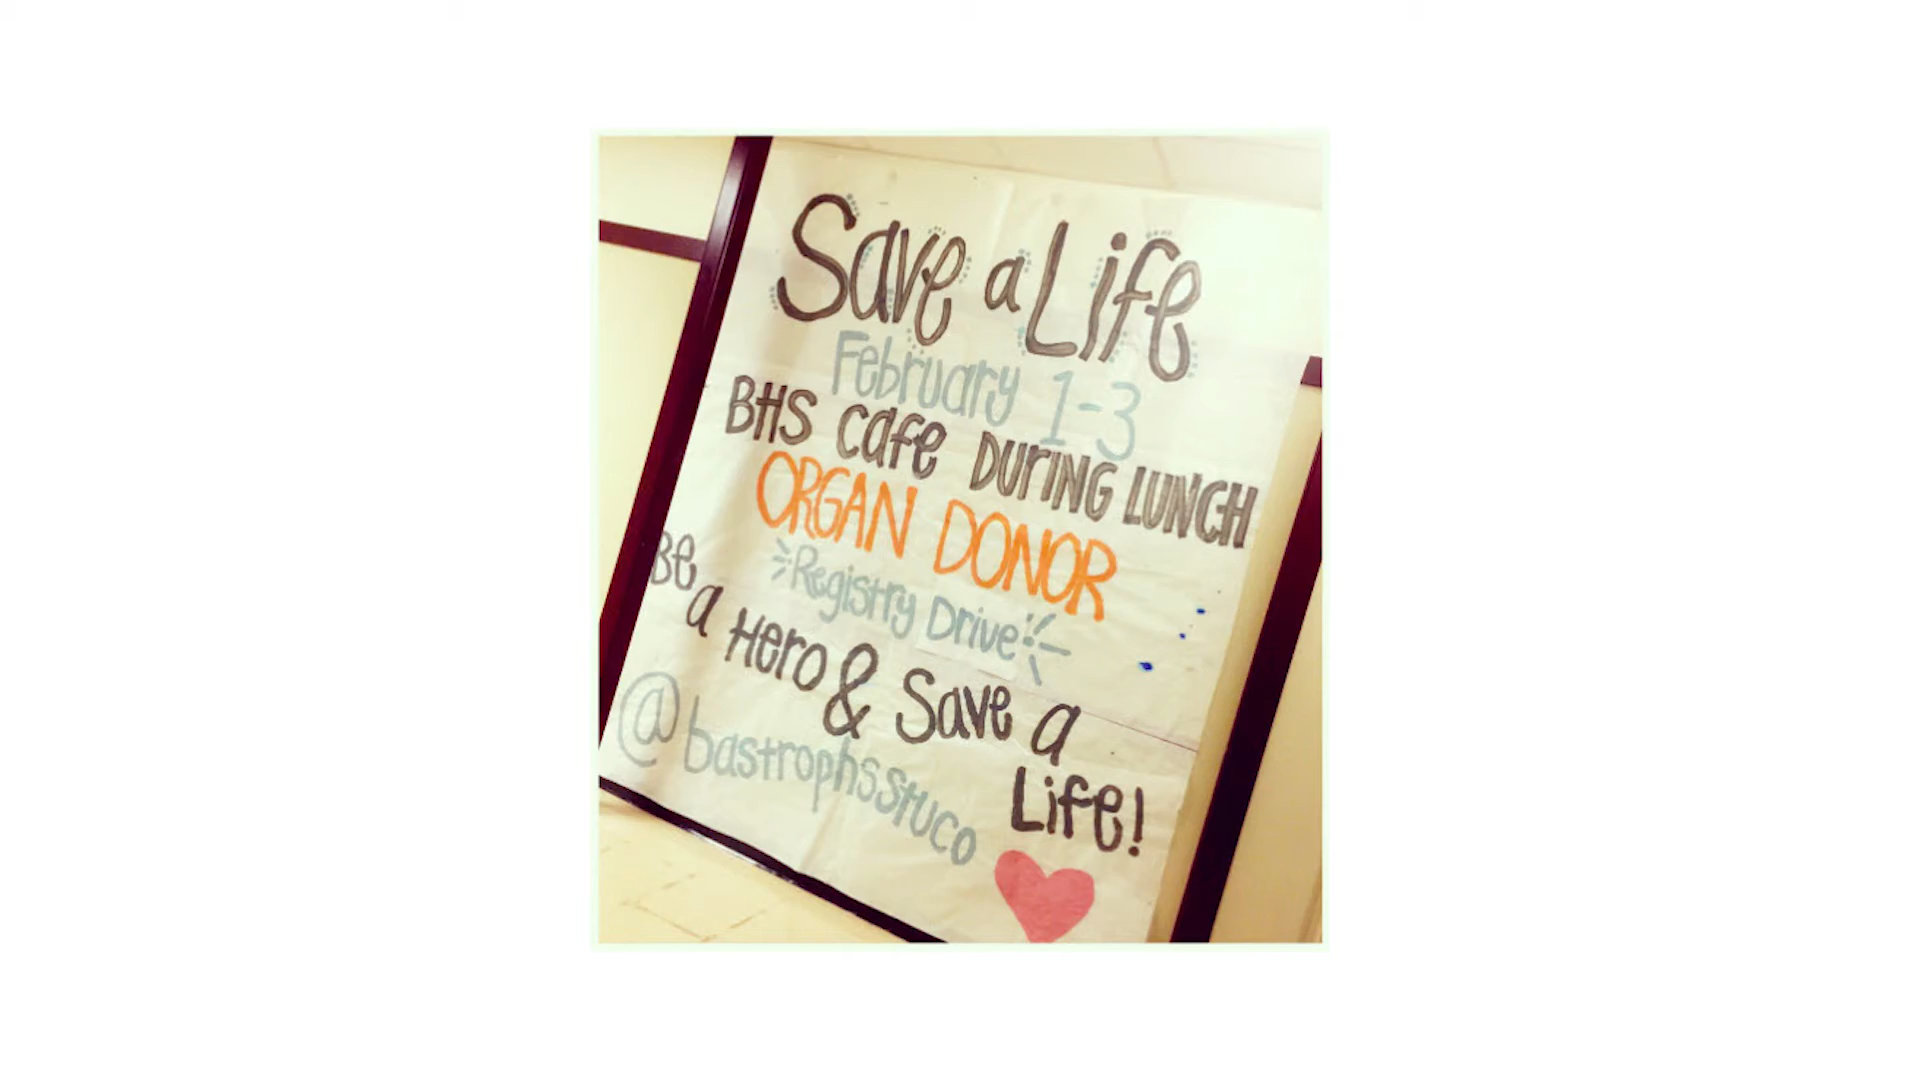 Save a Life
February 1-3
BHS cafe DURING LUNCH
ORGAN DONOR
Registry Drive
Be a Hero & Save a Life!
@bastrophsstuco